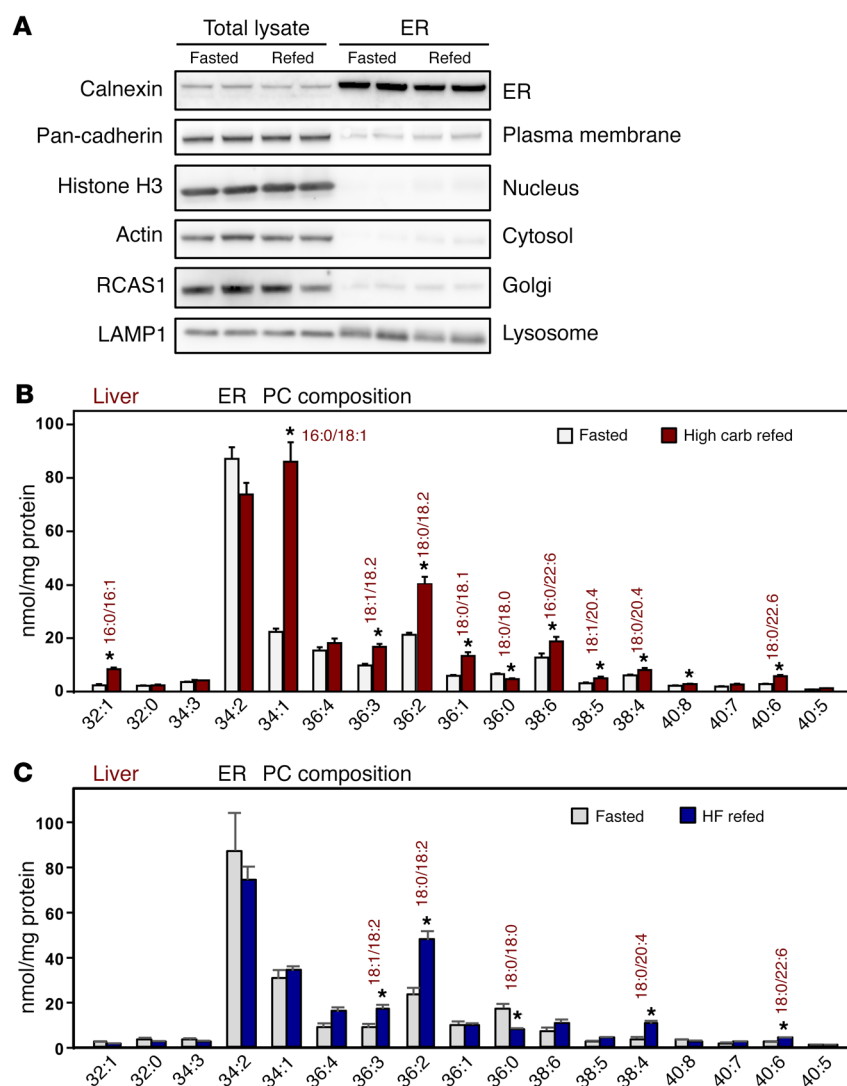 A
Total lysate ER
Fasted Refed Fasted Refed
Calnexin ER
Pan-cadherin Plasma membrane
Histone H3 Nucleus
Actin Cytosol
RCAS1 Golgi
LAMP1 Lysosome
B
Liver ER PC composition
nmol/mg protein
100
80
60
40
20
0
Fasted High carb refed
16:0/16:1
*
* 16:0/18:1
18:1/18.2
*
18:0/18.2
*
18:0/18.1
*
18:0/18.0
*
16:0/22:6
*
18:1/20.4
*
18:0/20.4
*
*
18:0/22.6
*
32:1 32:0 34:3 34:2 34:1 36:4 36:3 36:2 36:1 36:0 38:6 38:5 38:4 40:8 40:7 40:6 40:5
C
Liver ER PC composition
nmol/mg protein
100
80
60
40
20
0
Fasted HF refed
18:1/18:2
*
18:0/18:2
*
18:0/18:0
*
18:0/20:4
*
18:0/22:6
*
32:1 32:0 34:3 34:2 34:1 36:4 36:3 36:2 36:1 36:0 38:6 38:5 38:4 40:8 40:7 40:6 40:5